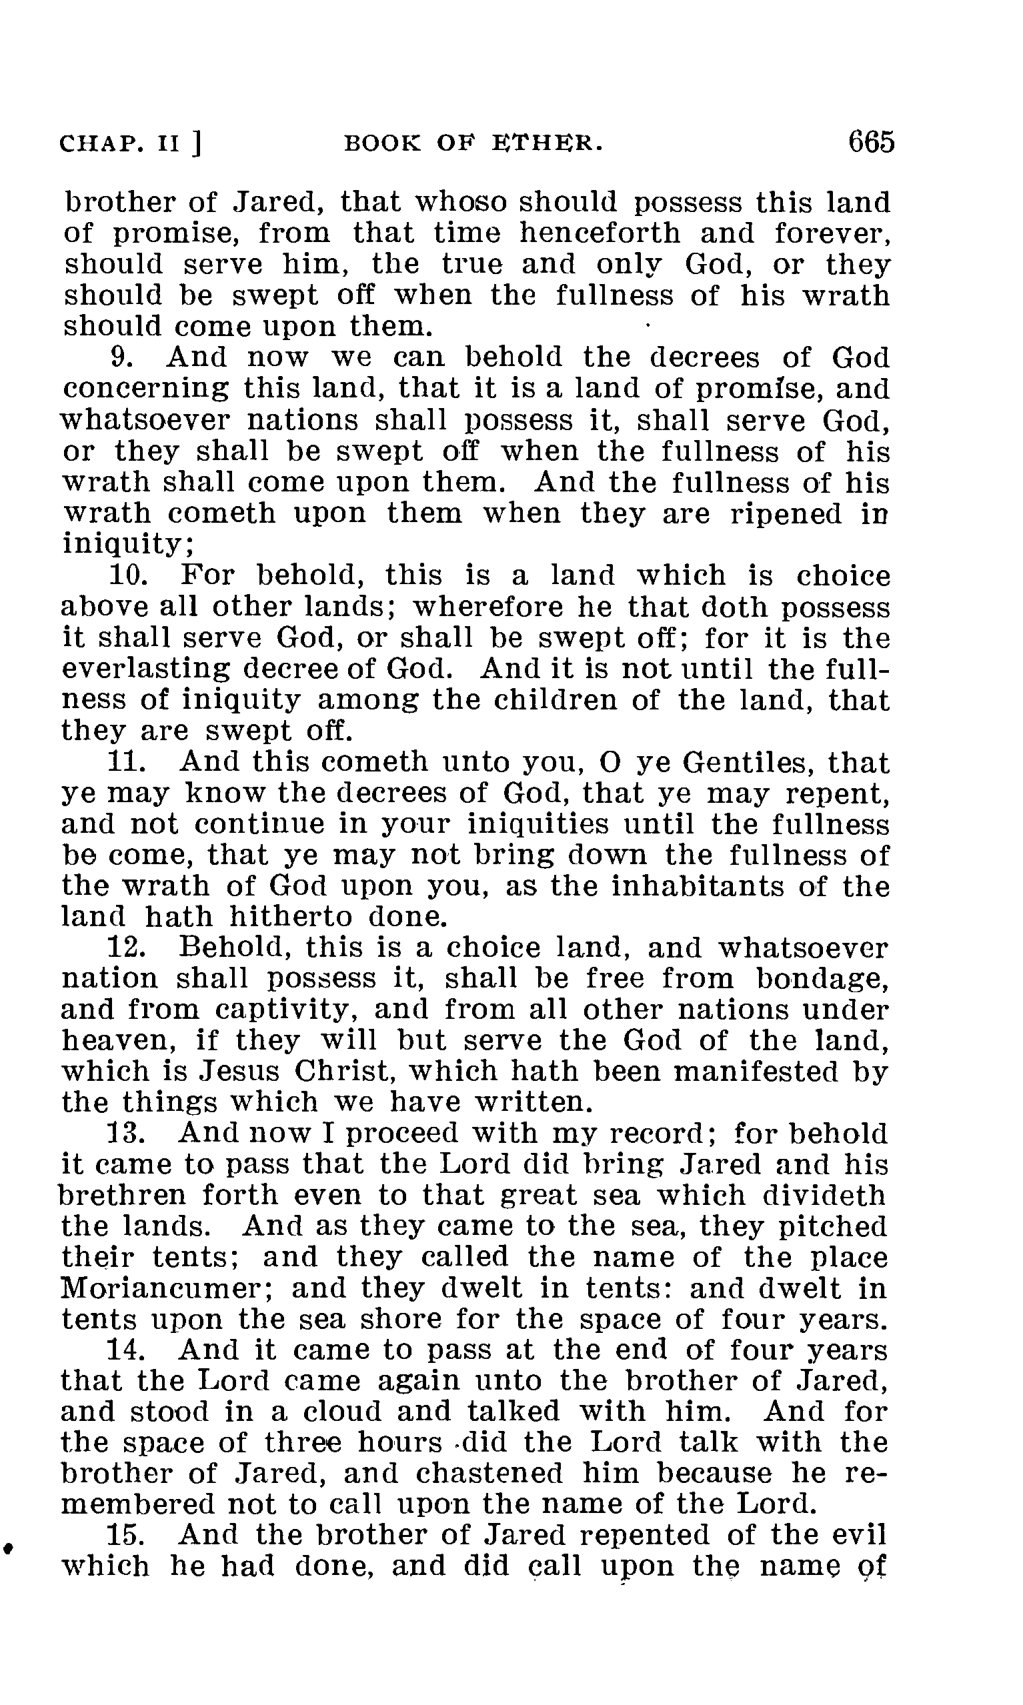 CHAP. II ] BOOK OF ETHER. 665
brother of Jared, that whoso should possess this land
of promise, from that time henceforth and forever,
should serve him, the true and only God, or they
should be swept off when the fullness of his wrath
should come upon them.
9. And now we can behold the decrees of God
concerning this land, that it is a land of promise, and
whatsoever nations shall possess it, shall serve God,
or they shall be swept off when the fullness of his
wrath shall come upon them. And the fullness of his
wrath cometh upon them when they are ripened in
iniquity;
10. For behold, this is a land which is choice
above all other lands; wherefore he that doth possess
it shall serve God, or shall be swept off; for it is the
everlasting decree of God. And it is not until the full-
ness of iniquity among the children of the land, that
they are swept off.
11. And this cometh unto you, O ye Gentiles, that
ye may know the decrees of God, that ye may repent,
and not continue in your iniquities until the fullness
be come, that ye may not bring down the fullness of
the wrath of God upon you, as the inhabitants of the
land hath hitherto done.
12. Behold, this is a choice land, and whatsoever
nation shall possess it, shall be free from bondage,
and from captivity, and from all other nations under
heaven, if they will but serve the God of the land,
which is Jesus Christ, which hath been manifested by
the things which we have written.
13. And now I proceed with my record; for behold
it came to pass that the Lord did bring Jared and his
brethren forth even to that great sea which divideth
the lands. And as they came to the sea, they pitched
their tents; and they called the name of the place
Moriancumer; and they dwelt in tents: and dwelt in
tents upon the sea shore for the space of four years.
14. And it came to pass at the end of four years
that the Lord came again unto the brother of Jared,
and stood in a cloud and talked with him. And for
the space of three hours did the Lord talk with the
brother of Jared, and chastened him because he re-
membered not to call upon the name of the Lord.
15. And the brother of Jared repented of the evil
which he had done, and did call upon the name of